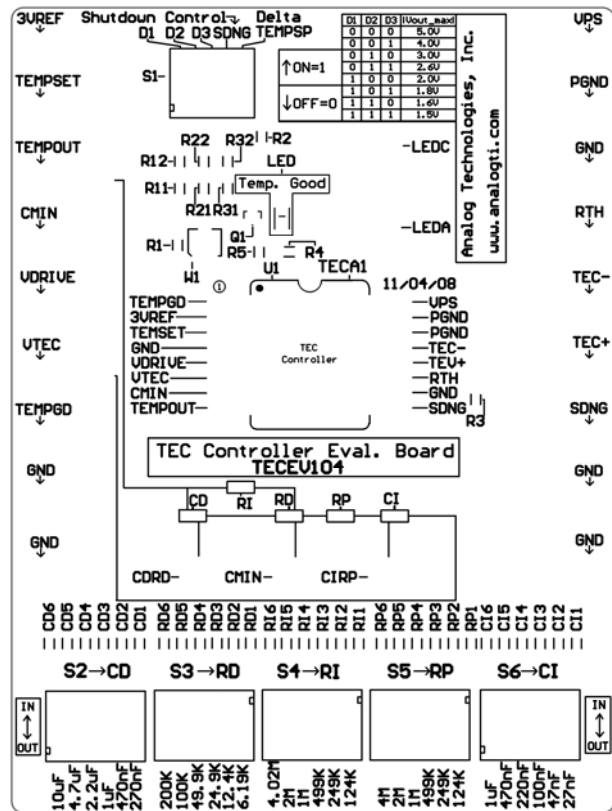 3VREF
Shutdown Control
Delta
D1 D2 D3 SDNG TEMPSP
S1
↑ON=1
↓OFF=0
D1 D2 D3 |Vout_max|
0 0 0 5.0V
0 0 1 4.0V
0 1 0 3.0V
0 1 1 2.6V
1 0 0 2.0V
1 0 1 1.8V
1 1 0 1.6V
1 1 1 1.5V
Analog Technologies, Inc.
www.analogti.com
VPS
TEMPSET
PGND
TEMPOUT
GND
CMIN
RTH
VDRIVE
TEC-
VTEC
TEC+
TEMPGD
SDNG
GND
GND
GND
GND
R22 R32 R2
R12
LED
LEDC
R11
Temp. Good
R21 R31
LEDA
Q1
R1
R5 R4
W1
U1 TECA1
11/04/08
1
TEMPGD
3VREF
TEMSET
GND
VDRIVE
VTEC
CMIN
TEMPOUT
TEC
Controller
VPS
PGND
PGND
TEC-
TEV+
RTH
GND
SDNG
R3
TEC Controller Eval. Board
TECEV104
CD RI RD RP CI
CDRD- CMIN- CIRP-
CD6 CD5 CD4 CD3 CD2 CD1
RD6 RD5 RD4 RD3 RD2 RD1
RI6 RI5 RI4 RI3 RI2 RI1
RP6 RP5 RP4 RP3 RP2 RP1
CI6 CI5 CI4 CI3 CI2 CI1
S2→CD S3→RD S4→RI S5→RP S6→CI
IN
OUT
IN
OUT
10uF 4.7uF 2.2uF 1uF 470nF 270nF
200K 100K 49.9K 24.9K 12.4K 6.19K
4.02M 2M 1M 499K 249K 124K
4M 2M 1M 499K 249K 124K
1uF 470nF 220nF 100nF 47nF 27nF